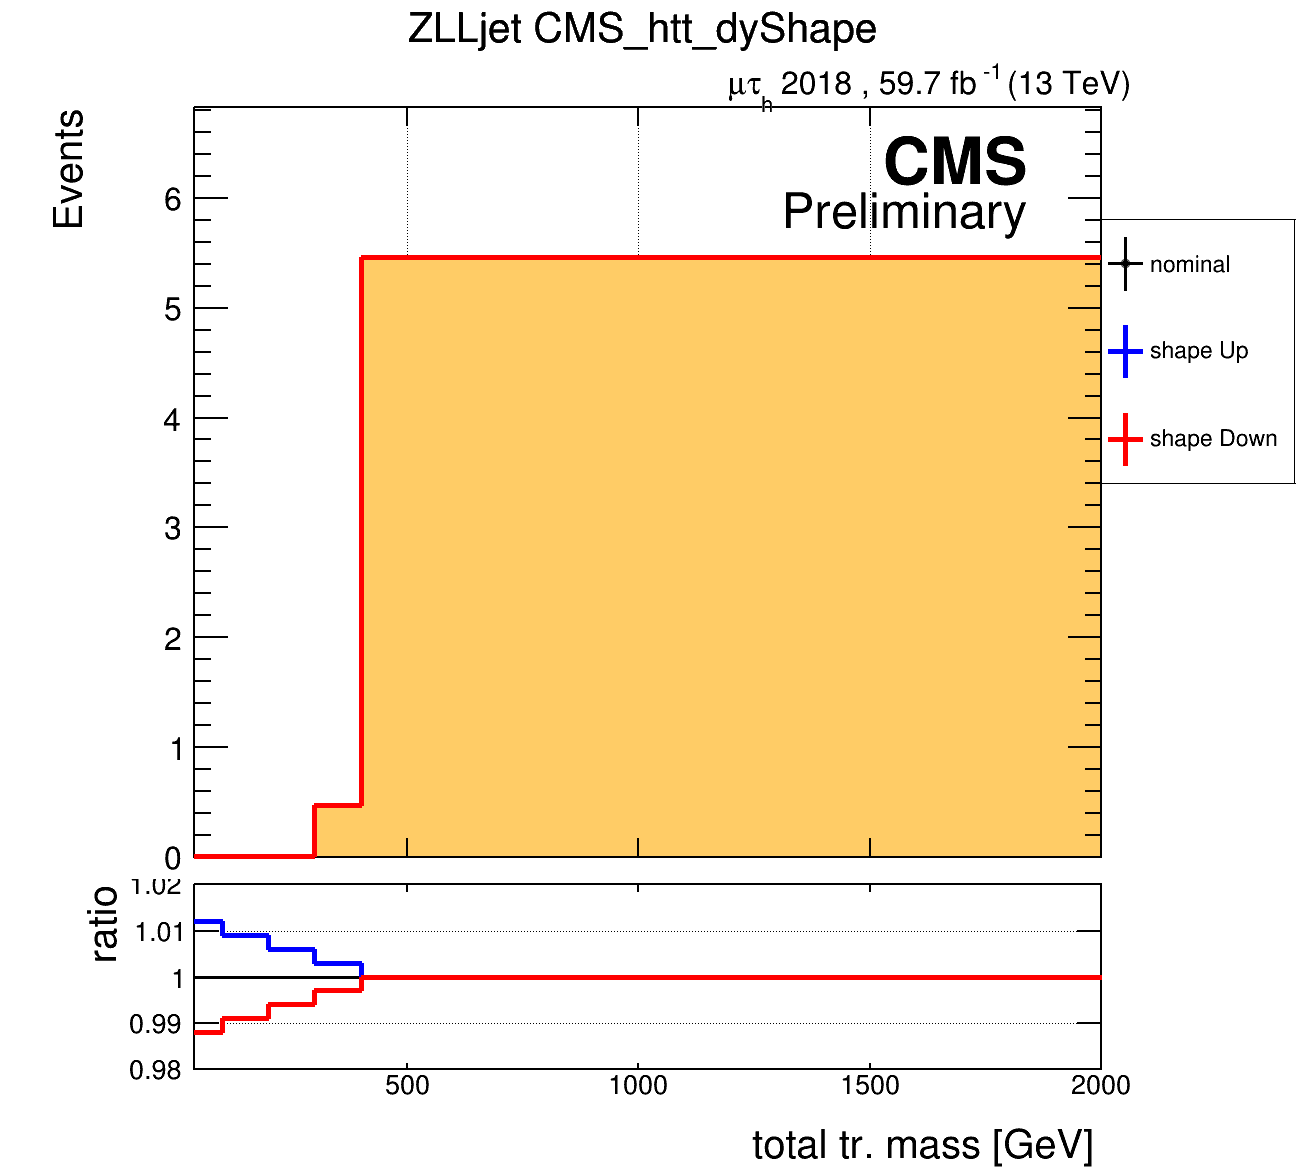 ZLLjet CMS_htt_dyShape
μτh 2018 , 59.7 fb-1 (13 TeV)
Events
CMS
Preliminary
6
5
4
3
2
1
0
nominal
shape Up
shape Down
ratio
1.02
1.01
1
0.99
0.98
500 1000 1500 2000
total tr. mass [GeV]